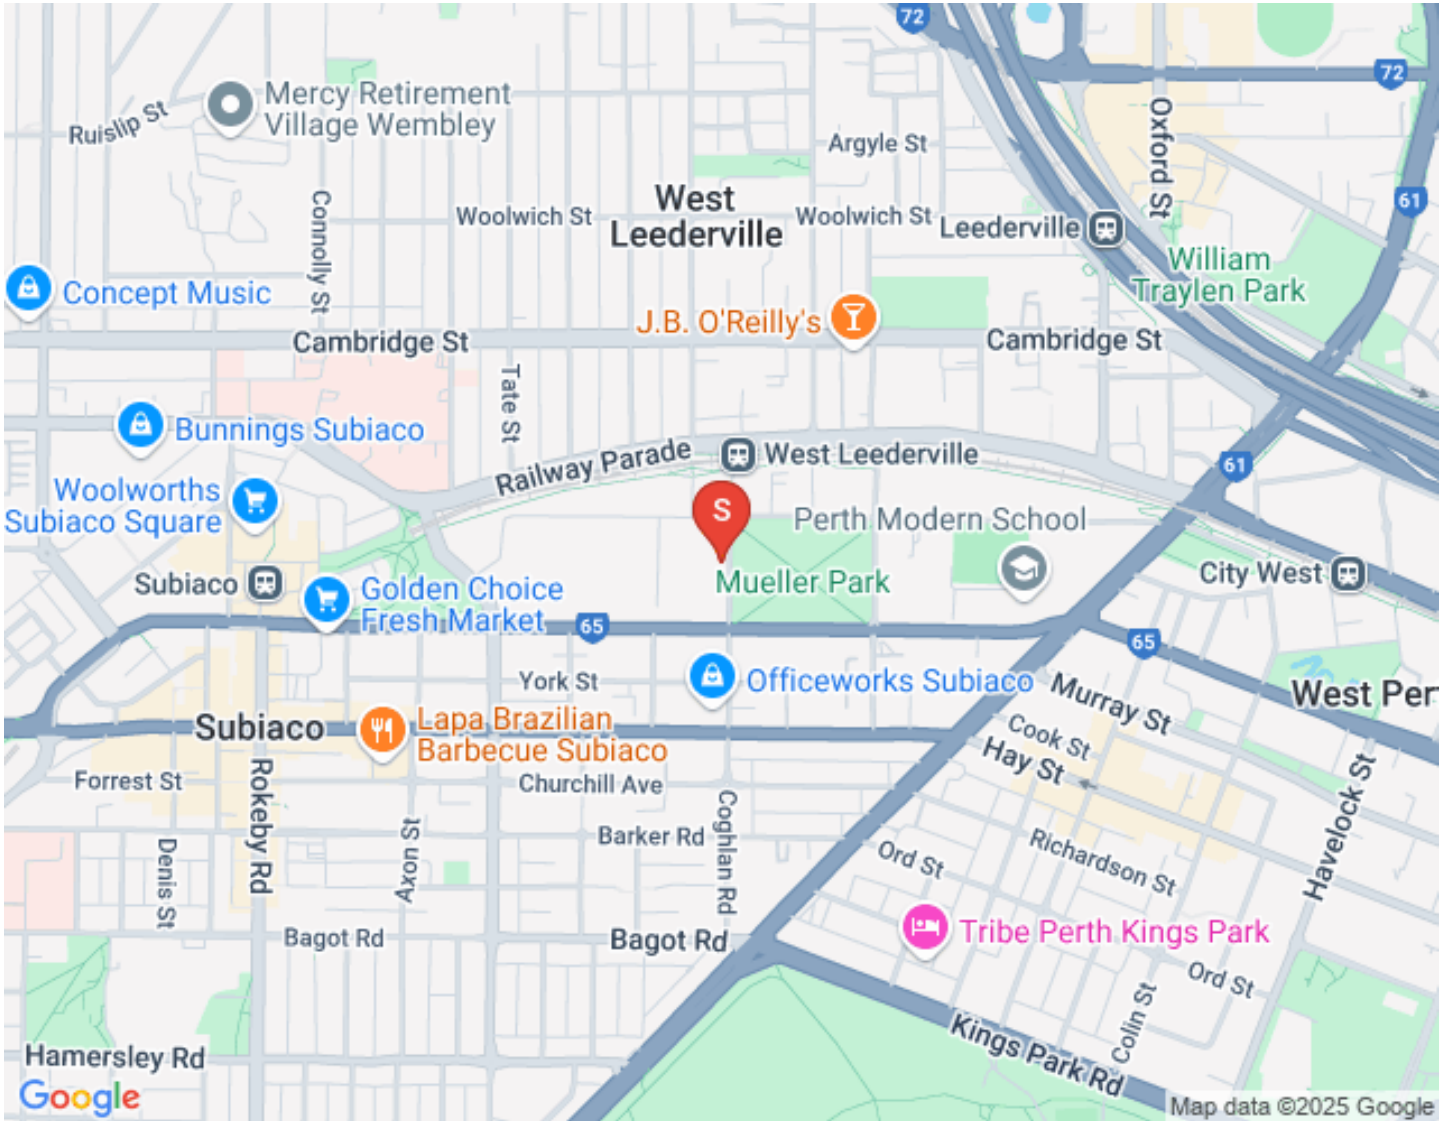 72
72
Mercy Retirement
Village Wembley
Ruislip St
Argyle St
Oxford St
61
West
Leederville
Woolwich St
Woolwich St
Leederville
Connolly St
William
Traylen Park
Concept Music
J.B. O'Reilly's
Cambridge St
Cambridge St
Tate St
Bunnings Subiaco
Railway Parade
West Leederville
61
Woolworths
Subiaco Square
S
Perth Modern School
Subiaco
Golden Choice
Fresh Market
Mueller Park
City West
65
65
York St
Officeworks Subiaco
Murray St
West Per
Subiaco
Lapa Brazilian
Barbecue Subiaco
Cook St
Hay St
Forrest St
Rokeby Rd
Churchill Ave
Coghlan Rd
Havelock St
Denis St
Axon St
Barker Rd
Ord St
Richardson St
Bagot Rd
Bagot Rd
Tribe Perth Kings Park
Ord St
Colin St
Hamersley Rd
Kings Park Rd
Google
Map data ©2025 Google